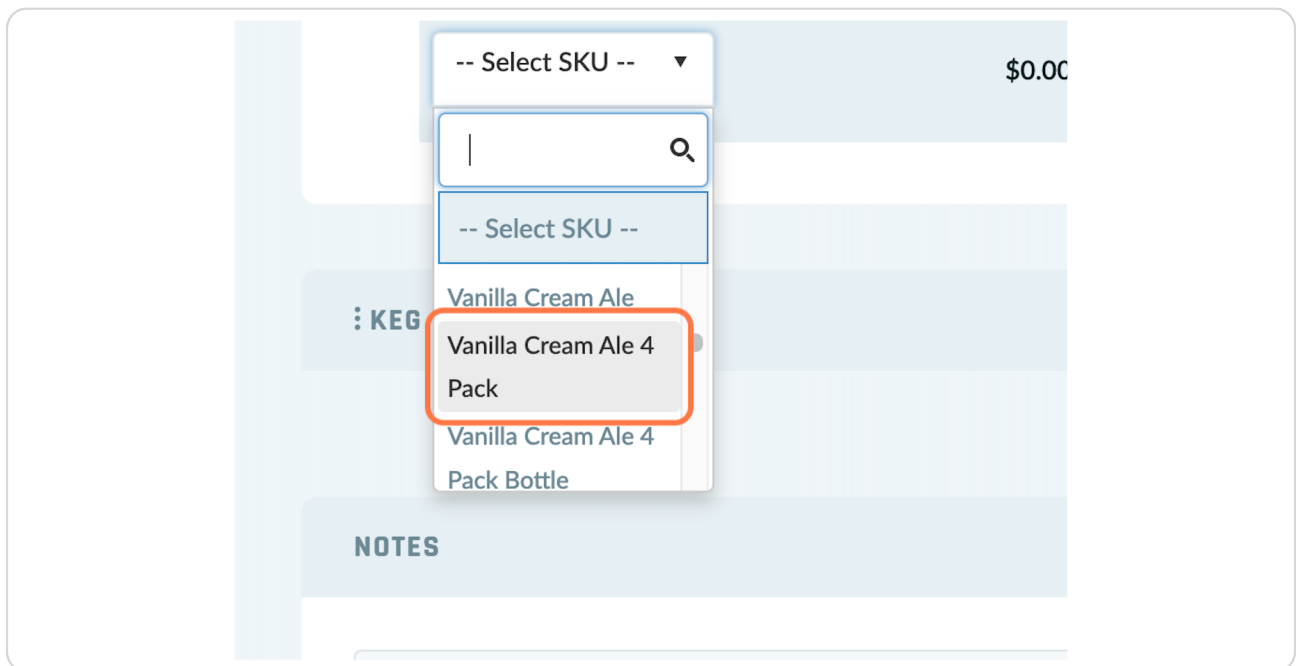 -- Select SKU -- ▼
$0.00
-- Select SKU --
Vanilla Cream Ale
KEG
Vanilla Cream Ale 4
Pack
Vanilla Cream Ale 4
Pack Bottle
NOTES